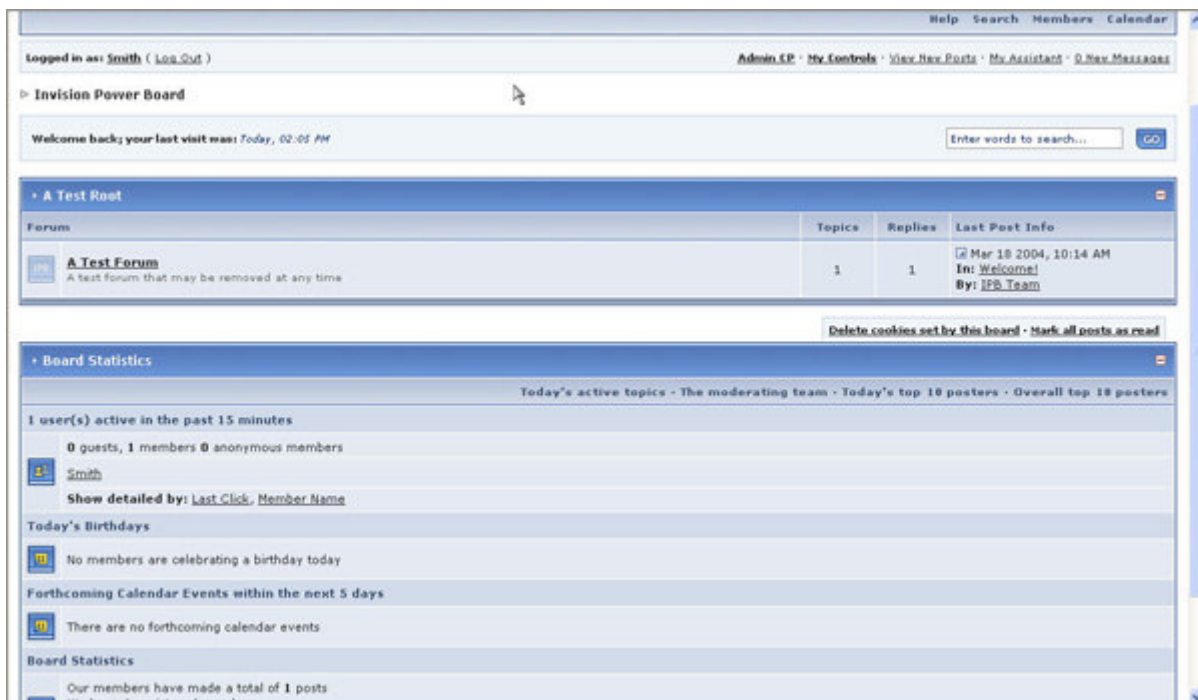 Help Search Members Calendar
Logged in as: Smith ( Log Out )
Admin CP · My Controls · View New Posts · My Assistant · 0 New Messages
Invision Power Board
Welcome back; your last visit was: Today, 02:05 PM
Enter words to search...
GO
A Test Root
Forum Topics Replies Last Post Info
A Test Forum
A test forum that may be removed at any time
1 1
Mar 18 2004, 10:14 AM
In: Welcome!
By: IPB Team
Delete cookies set by this board · Mark all posts as read
Board Statistics
Today's active topics · The moderating team · Today's top 10 posters · Overall top 10 posters
1 user(s) active in the past 15 minutes
0 guests, 1 members 0 anonymous members
Smith
Show detailed by: Last Click, Member Name
Today's Birthdays
No members are celebrating a birthday today
Forthcoming Calendar Events within the next 5 days
There are no forthcoming calendar events
Board Statistics
Our members have made a total of 1 posts